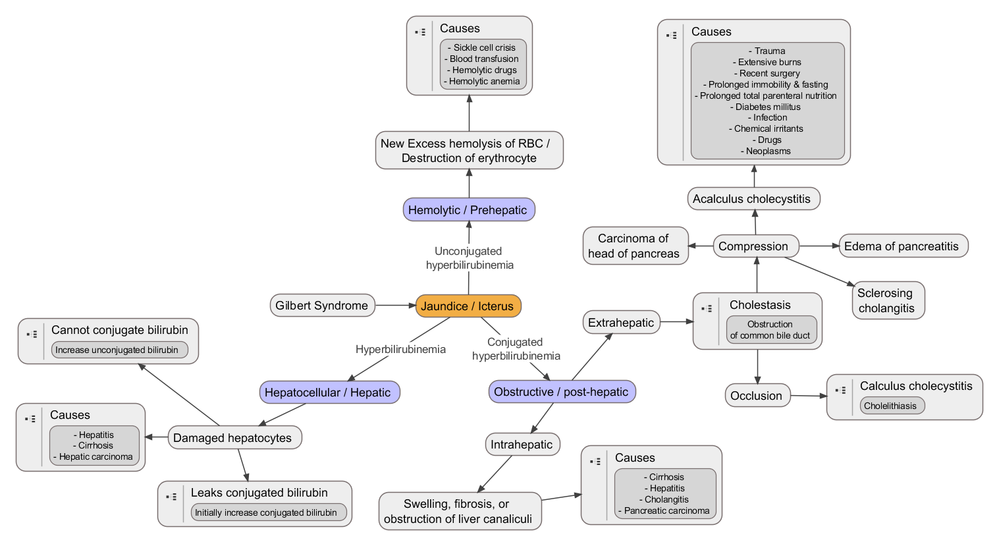 Causes
- Sickle cell crisis
- Blood transfusion
- Hemolytic drugs
- Hemolytic anemia
Causes
- Trauma
- Extensive burns
- Recent surgery
- Prolonged immobility & fasting
- Prolonged total parenteral nutrition
- Diabetes millitus
- Infection
- Chemical irritants
- Drugs
- Neoplasms
New Excess hemolysis of RBC /
Destruction of erythrocyte
Acalculus cholecystitis
Hemolytic / Prehepatic
Carcinoma of
head of pancreas
Compression
Edema of pancreatitis
Unconjugated
hyperbilirubinemia
Sclerosing
cholangitis
Gilbert Syndrome
Jaundice / Icterus
Extrahepatic
Cholestasis
Obstruction
of common bile duct
Cannot conjugate bilirubin
Increase unconjugated bilirubin
Hyperbilirubinemia
Conjugated
hyperbilirubinemia
Hepatocellular / Hepatic
Obstructive / post-hepatic
Occlusion
Calculus cholecystitis
Cholelithiasis
Causes
- Hepatitis
- Cirrhosis
- Hepatic carcinoma
Damaged hepatocytes
Intrahepatic
Leaks conjugated bilirubin
Initially increase conjugated bilirubin
Swelling, fibrosis, or
obstruction of liver canaliculi
Causes
- Cirrhosis
- Hepatitis
- Cholangitis
- Pancreatic carcinoma